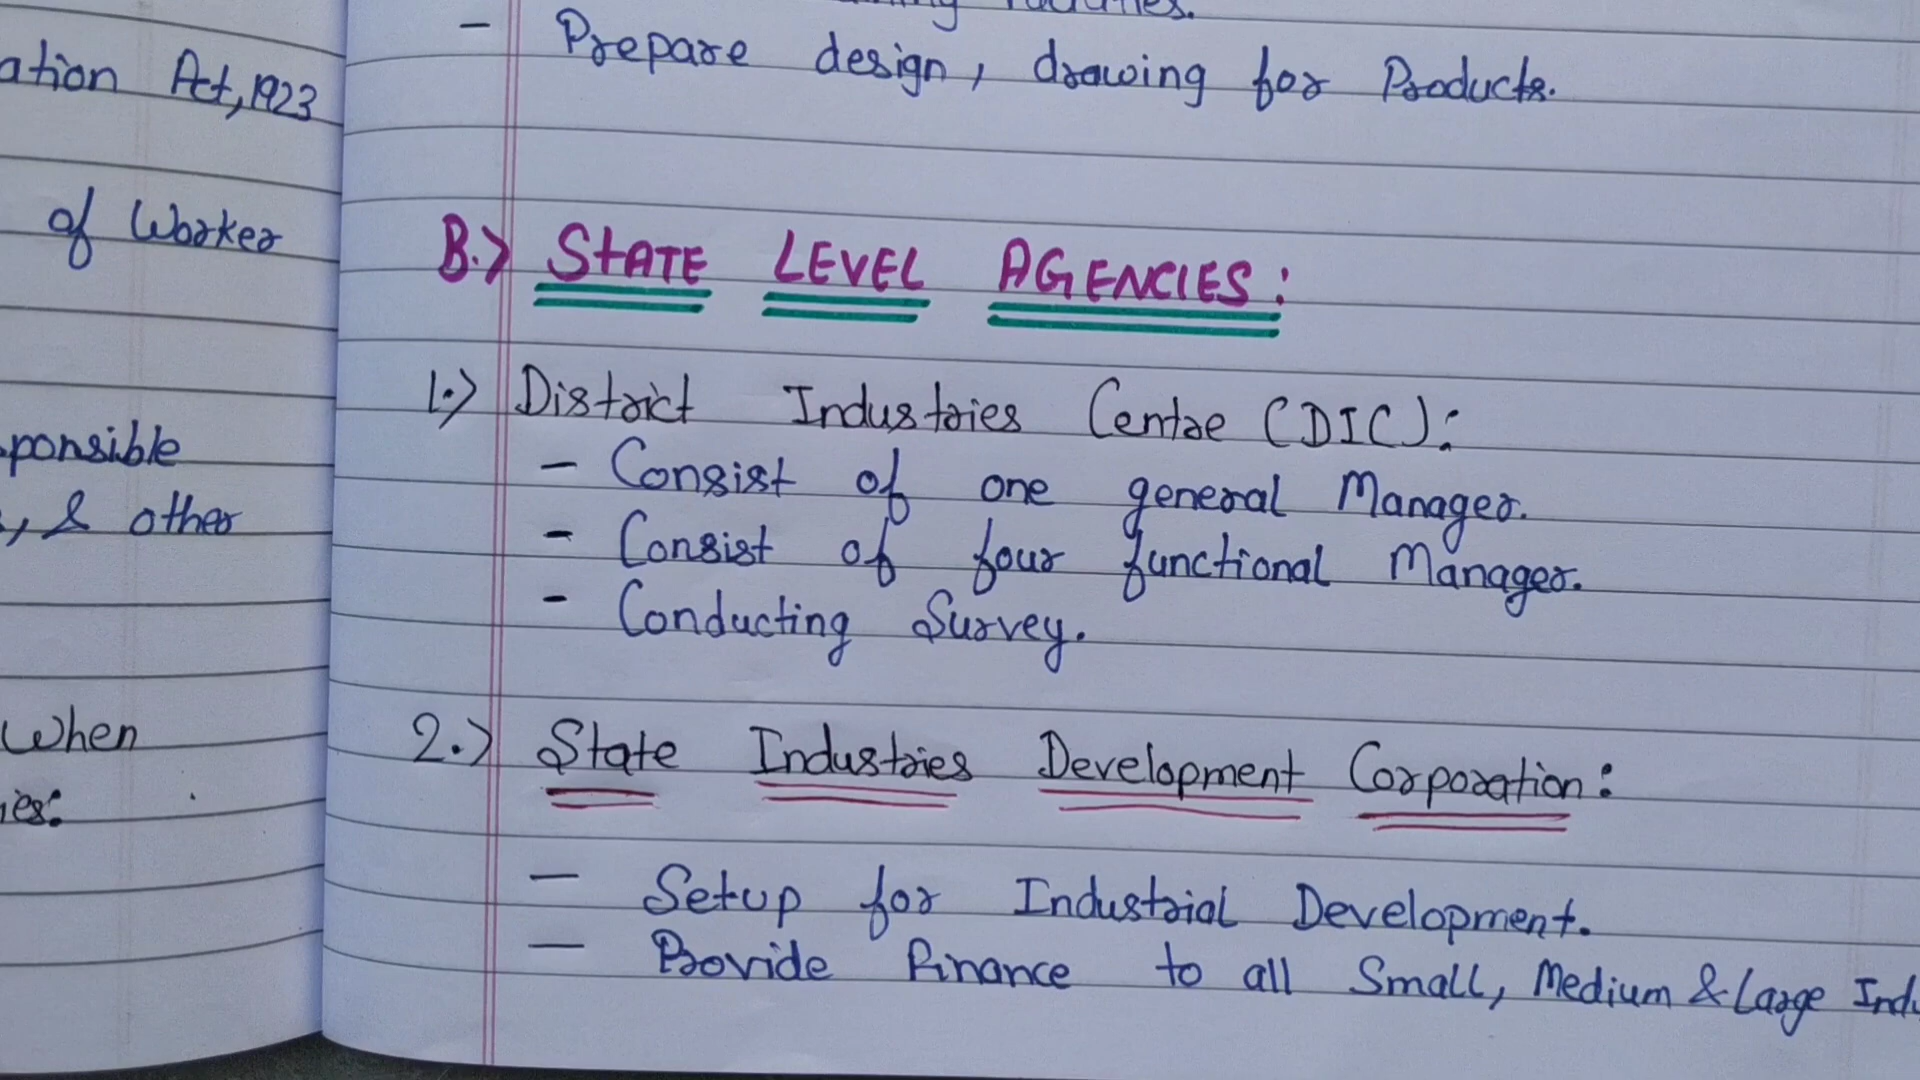 ation Act, 1923
of Worker
ponsible
, & other
When
ies:
- Prepare design, drawing for Products.
B.> STATE LEVEL AGENCIES:
1.) District Industries Centre (DIC):
- Consist of one general Manager.
- Consist of four functional Manager.
- Conducting Survey.
2.) State Industries Development Corporation:
- Setup for Industrial Development.
- Provide Finance to all Small, Medium & Large Indu